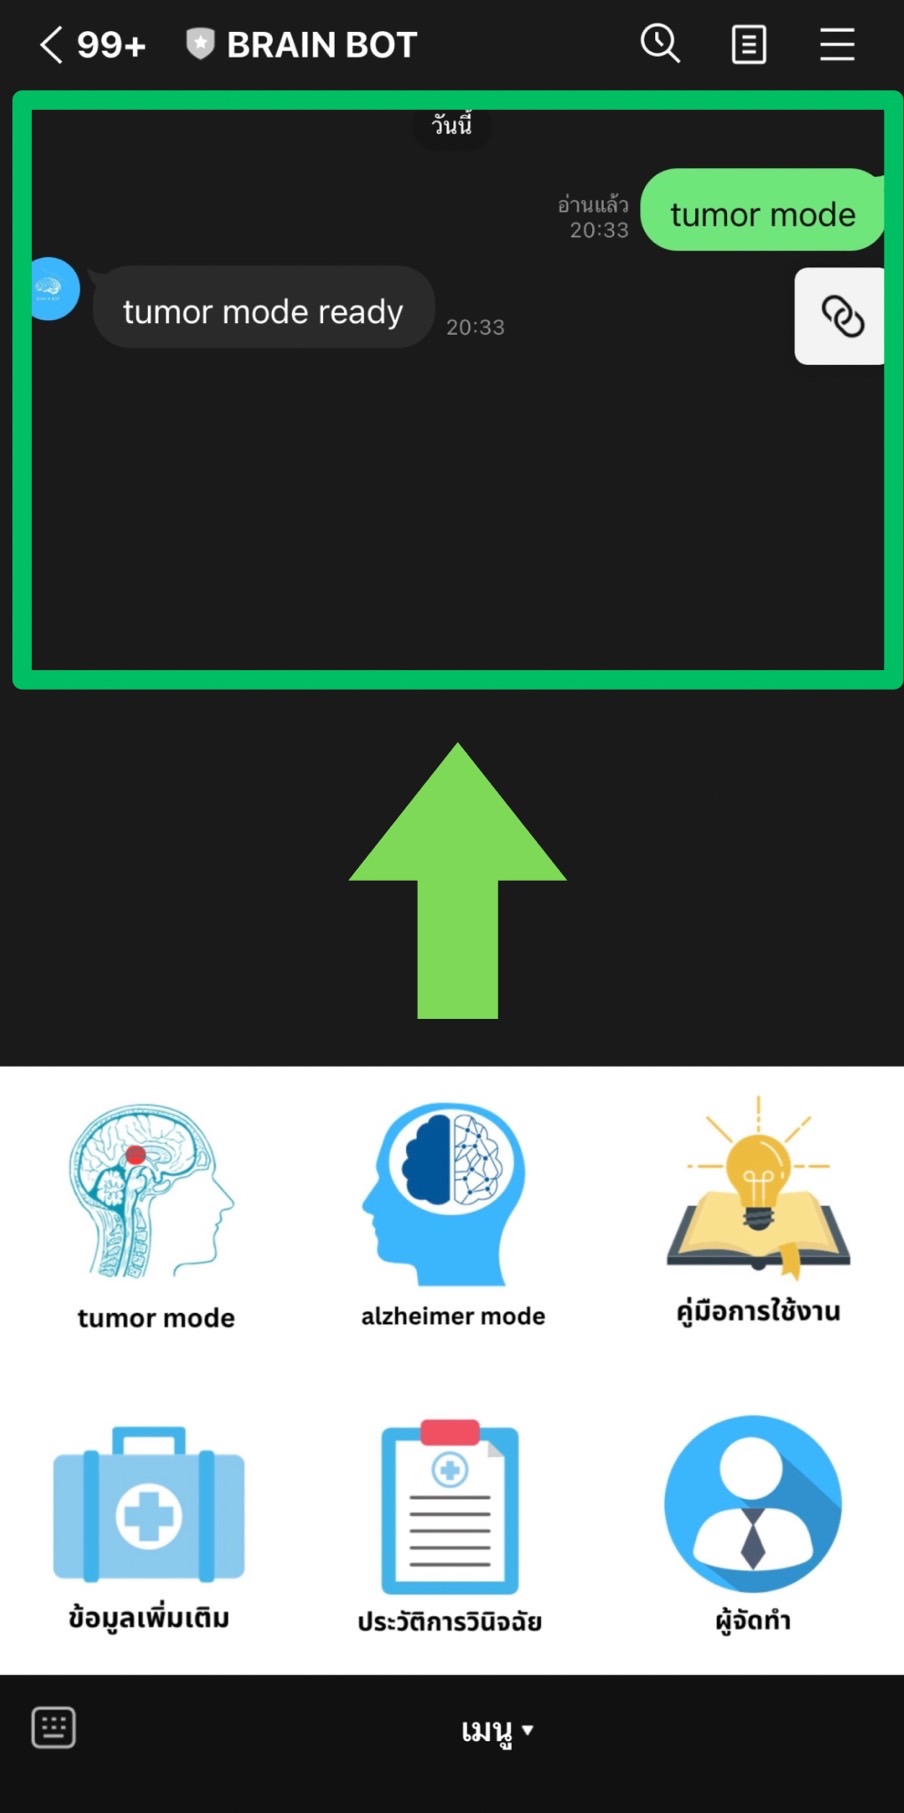 99+ BRAIN BOT
วันนี้
อ่านแล้ว
20:33
tumor mode
tumor mode ready
20:33
tumor mode
alzheimer mode
คู่มือการใช้งาน
ข้อมูลเพิ่มเติม
ประวัติการวินิจฉัย
ผู้จัดทำ
เมนู